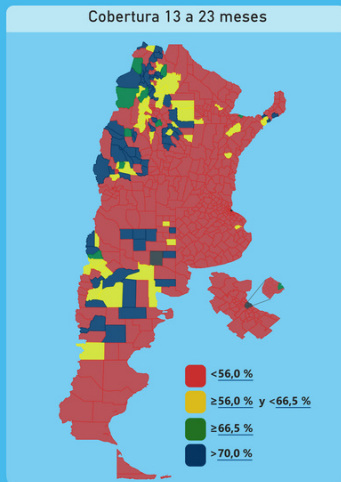 Cobertura 13 a 23 meses
<56,0 %
≥56,0 % y <66,5 %
≥66,5 %
>70,0 %